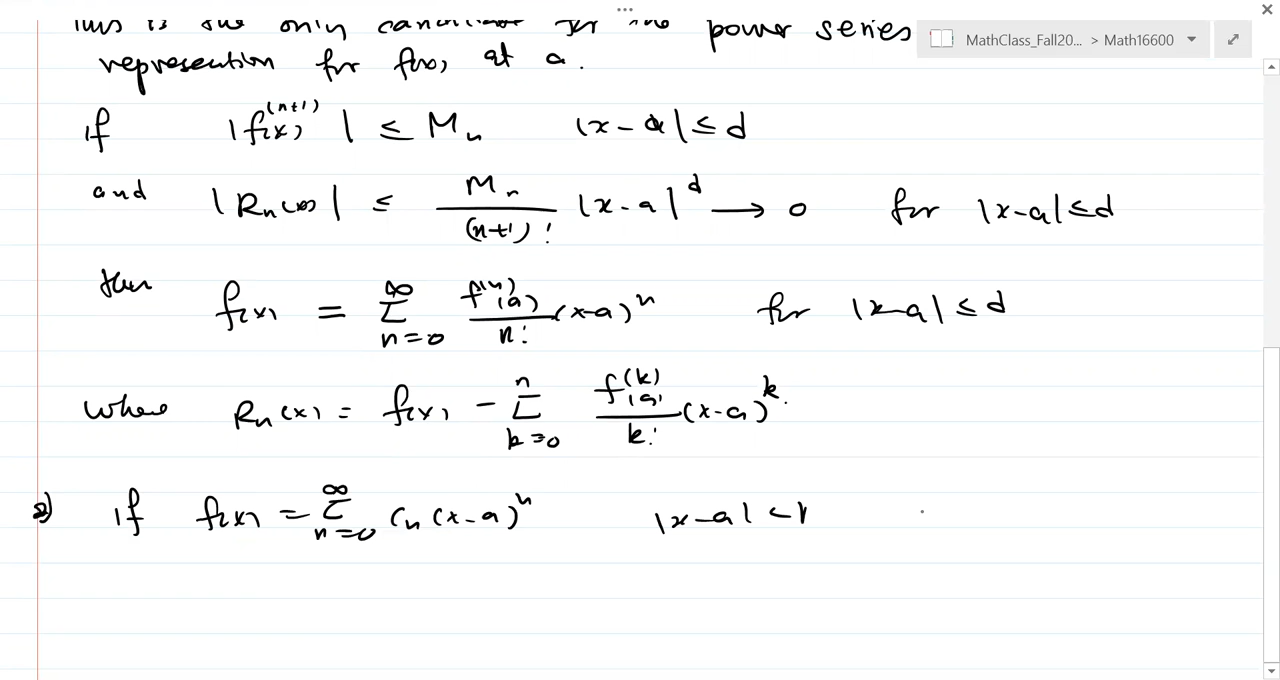 This is the only candidate for the power series
MathClass_Fall20... > Math16600
represention for f(x) at a.
if |f(x)^(n+1)| ≤ M_n |x-a| ≤ d
and |R_n(x)| ≤ M_n/(n+1)! |x-a|^d → 0 for |x-a| ≤ d
then f(x) = Σ_{n=0}^∞ f^(n)(a)/n! (x-a)^n for |x-a| ≤ d
where R_n(x) = f(x) - Σ_{k=0}^n f^(k)(a)/k! (x-a)^k.
2) if f(x) = Σ_{n=0}^∞ C_n (x-a)^n |x-a| < r